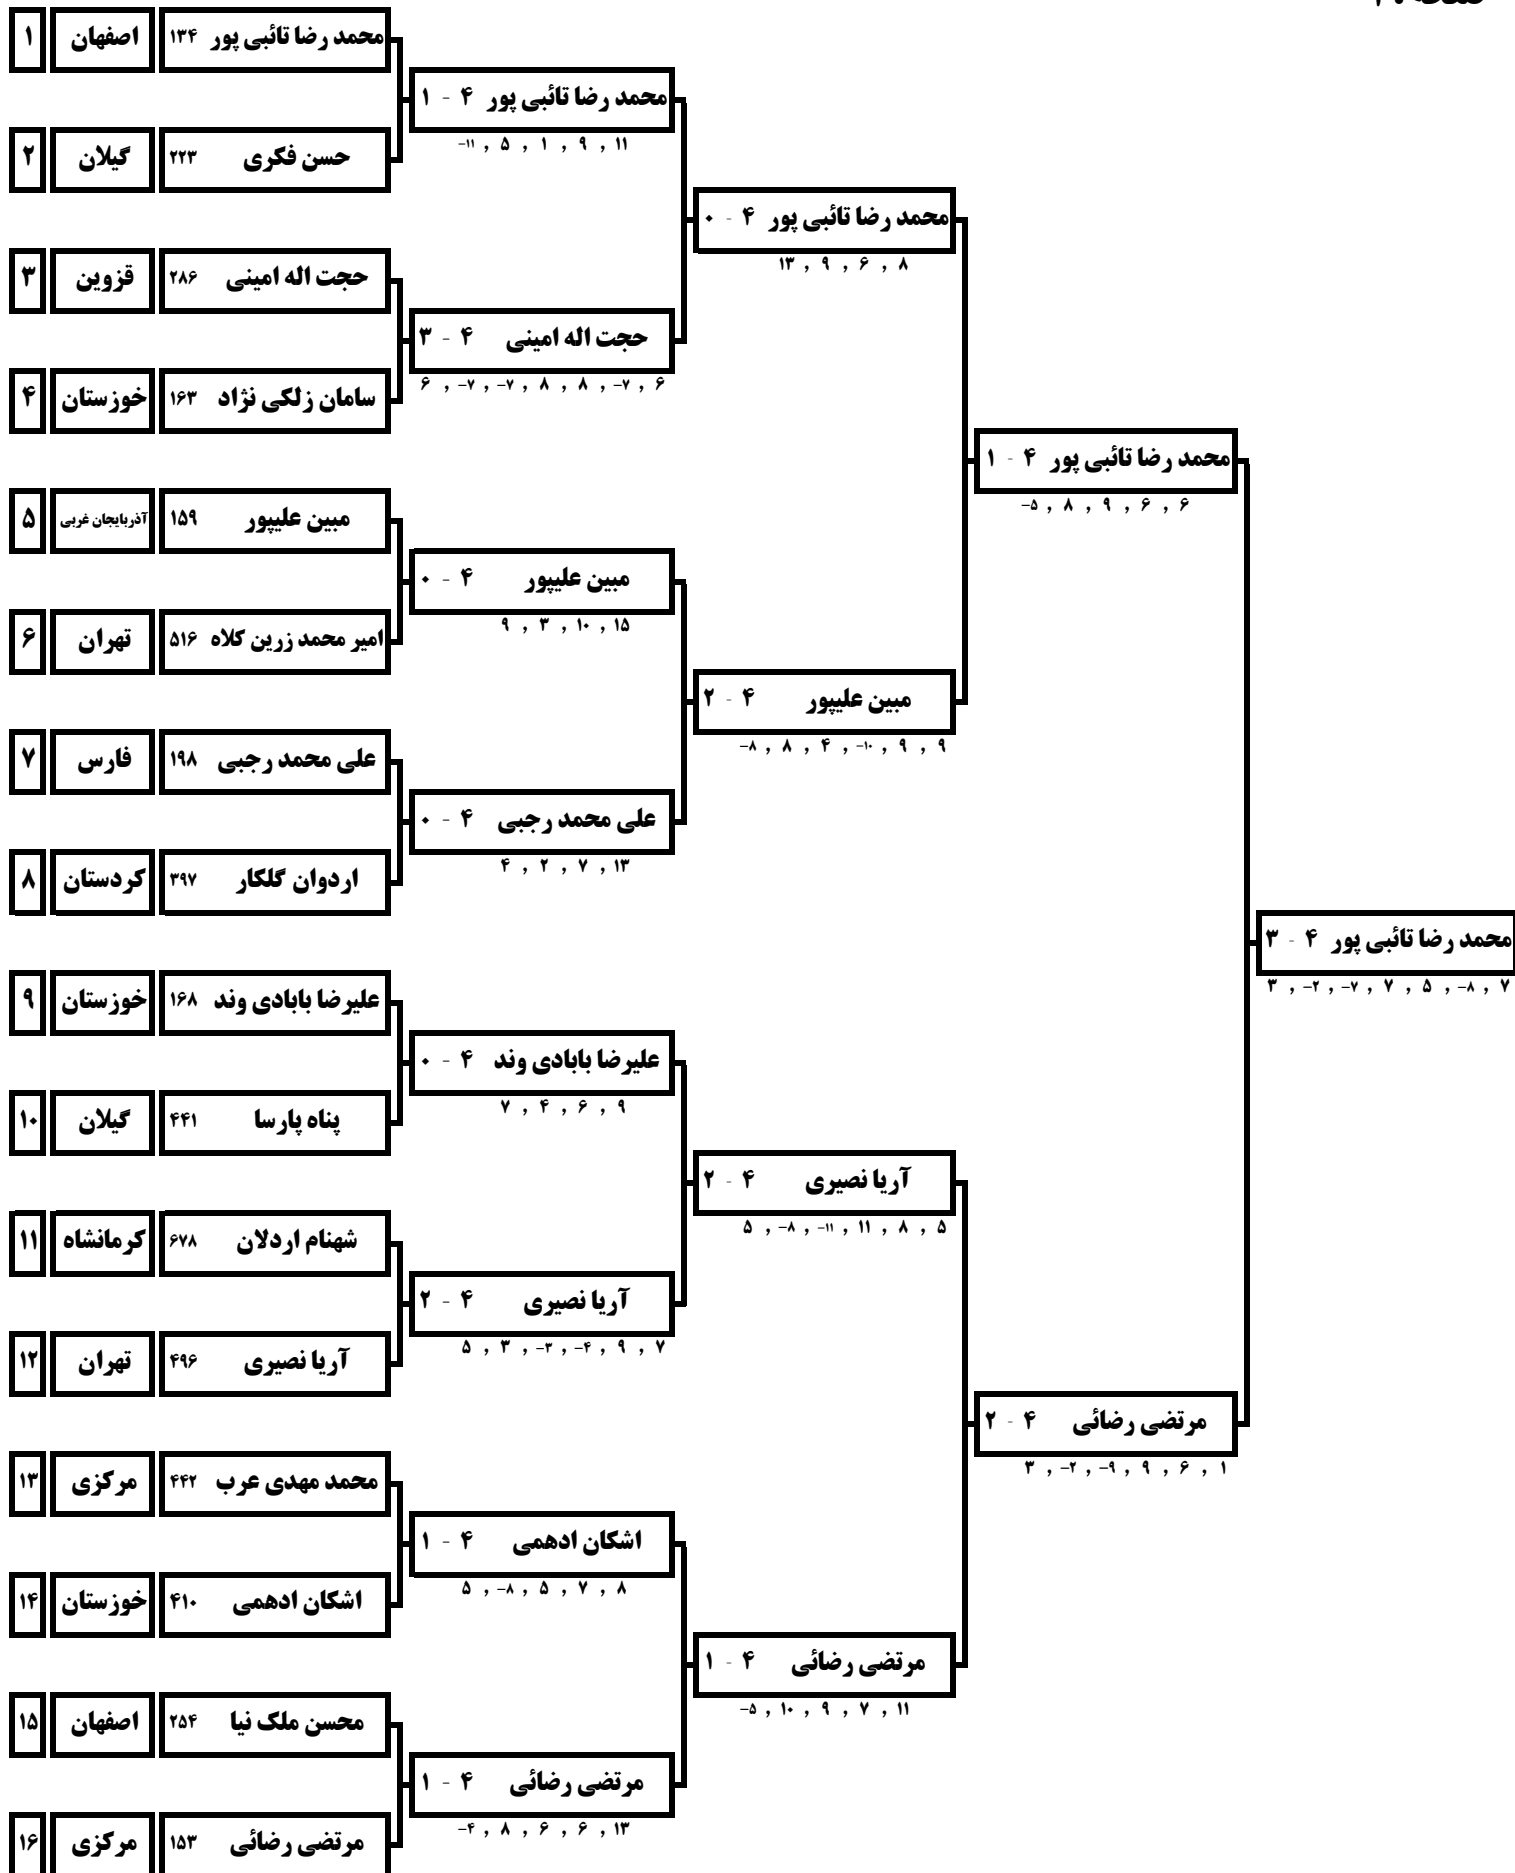 ۱ اصفهان ۱۳۴ محمد رضا تائبی پور
۲ گیلان ۲۲۳ حسن فکری
۳ قزوین ۲۸۶ حجت اله امینی
۴ خوزستان ۱۶۳ سامان زلکی نژاد
۵ آذربایجان غربی ۱۵۹ مبین علیپور
۶ تهران ۵۱۶ امیر محمد زرین کلاه
۷ فارس ۱۹۸ علی محمد رجبی
۸ کردستان ۳۹۷ اردوان گلکار
۹ خوزستان ۱۶۸ علیرضا بابادی وند
۱۰ گیلان ۴۴۱ پناه پارسا
۱۱ کرمانشاه ۶۷۸ شهنام اردلان
۱۲ تهران ۴۹۶ آریا نصیری
۱۳ مرکزی ۴۴۲ محمد مهدی عرب
۱۴ خوزستان ۴۱۰ اشکان ادهمی
۱۵ اصفهان ۲۵۴ محسن ملک نیا
۱۶ مرکزی ۱۵۳ مرتضی رضائی
محمد رضا تائبی پور ۴ - ۱
-۱۱ , ۵ , ۱ , ۹ , ۱۱
حجت اله امینی ۴ - ۳
۶ , -۷ , -۷ , ۸ , ۸ , -۷ , ۶
مبین علیپور ۴ - ۰
۹ , ۳ , ۱۰ , ۱۵
علی محمد رجبی ۴ - ۰
۴ , ۲ , ۷ , ۱۳
علیرضا بابادی وند ۴ - ۰
۷ , ۴ , ۶ , ۹
آریا نصیری ۴ - ۲
۵ , ۳ , -۳ , -۴ , ۹ , ۷
اشکان ادهمی ۴ - ۱
۵ , -۸ , ۵ , ۷ , ۸
مرتضی رضائی ۴ - ۱
-۴ , ۸ , ۶ , ۶ , ۱۳
محمد رضا تائبی پور ۴ - ۰
۱۳ , ۹ , ۶ , ۸
مبین علیپور ۴ - ۲
-۸ , ۸ , ۴ , -۱۰ , ۹ , ۹
آریا نصیری ۴ - ۲
۵ , -۸ , -۱۱ , ۱۱ , ۸ , ۵
مرتضی رضائی ۴ - ۱
-۵ , ۱۰ , ۹ , ۷ , ۱۱
محمد رضا تائبی پور ۴ - ۱
-۵ , ۸ , ۹ , ۶ , ۶
مرتضی رضائی ۴ - ۲
۳ , -۲ , -۹ , ۹ , ۶ , ۱
محمد رضا تائبی پور ۴ - ۳
۳ , -۲ , -۷ , ۷ , ۵ , -۸ , ۷